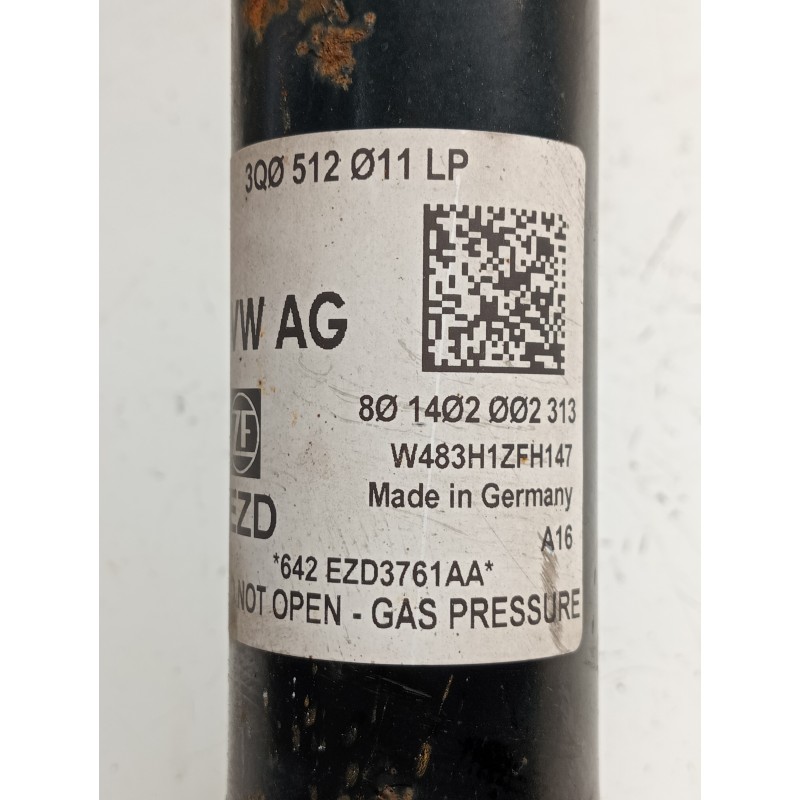 3QØ 512 Ø11 LP
VW AG
8Ø 14Ø2 ØØ2 313
ZF
W483H1ZFH147
Made in Germany
EZD
A16
*642 EZD3761AA*
NOT OPEN - GAS PRESSURE